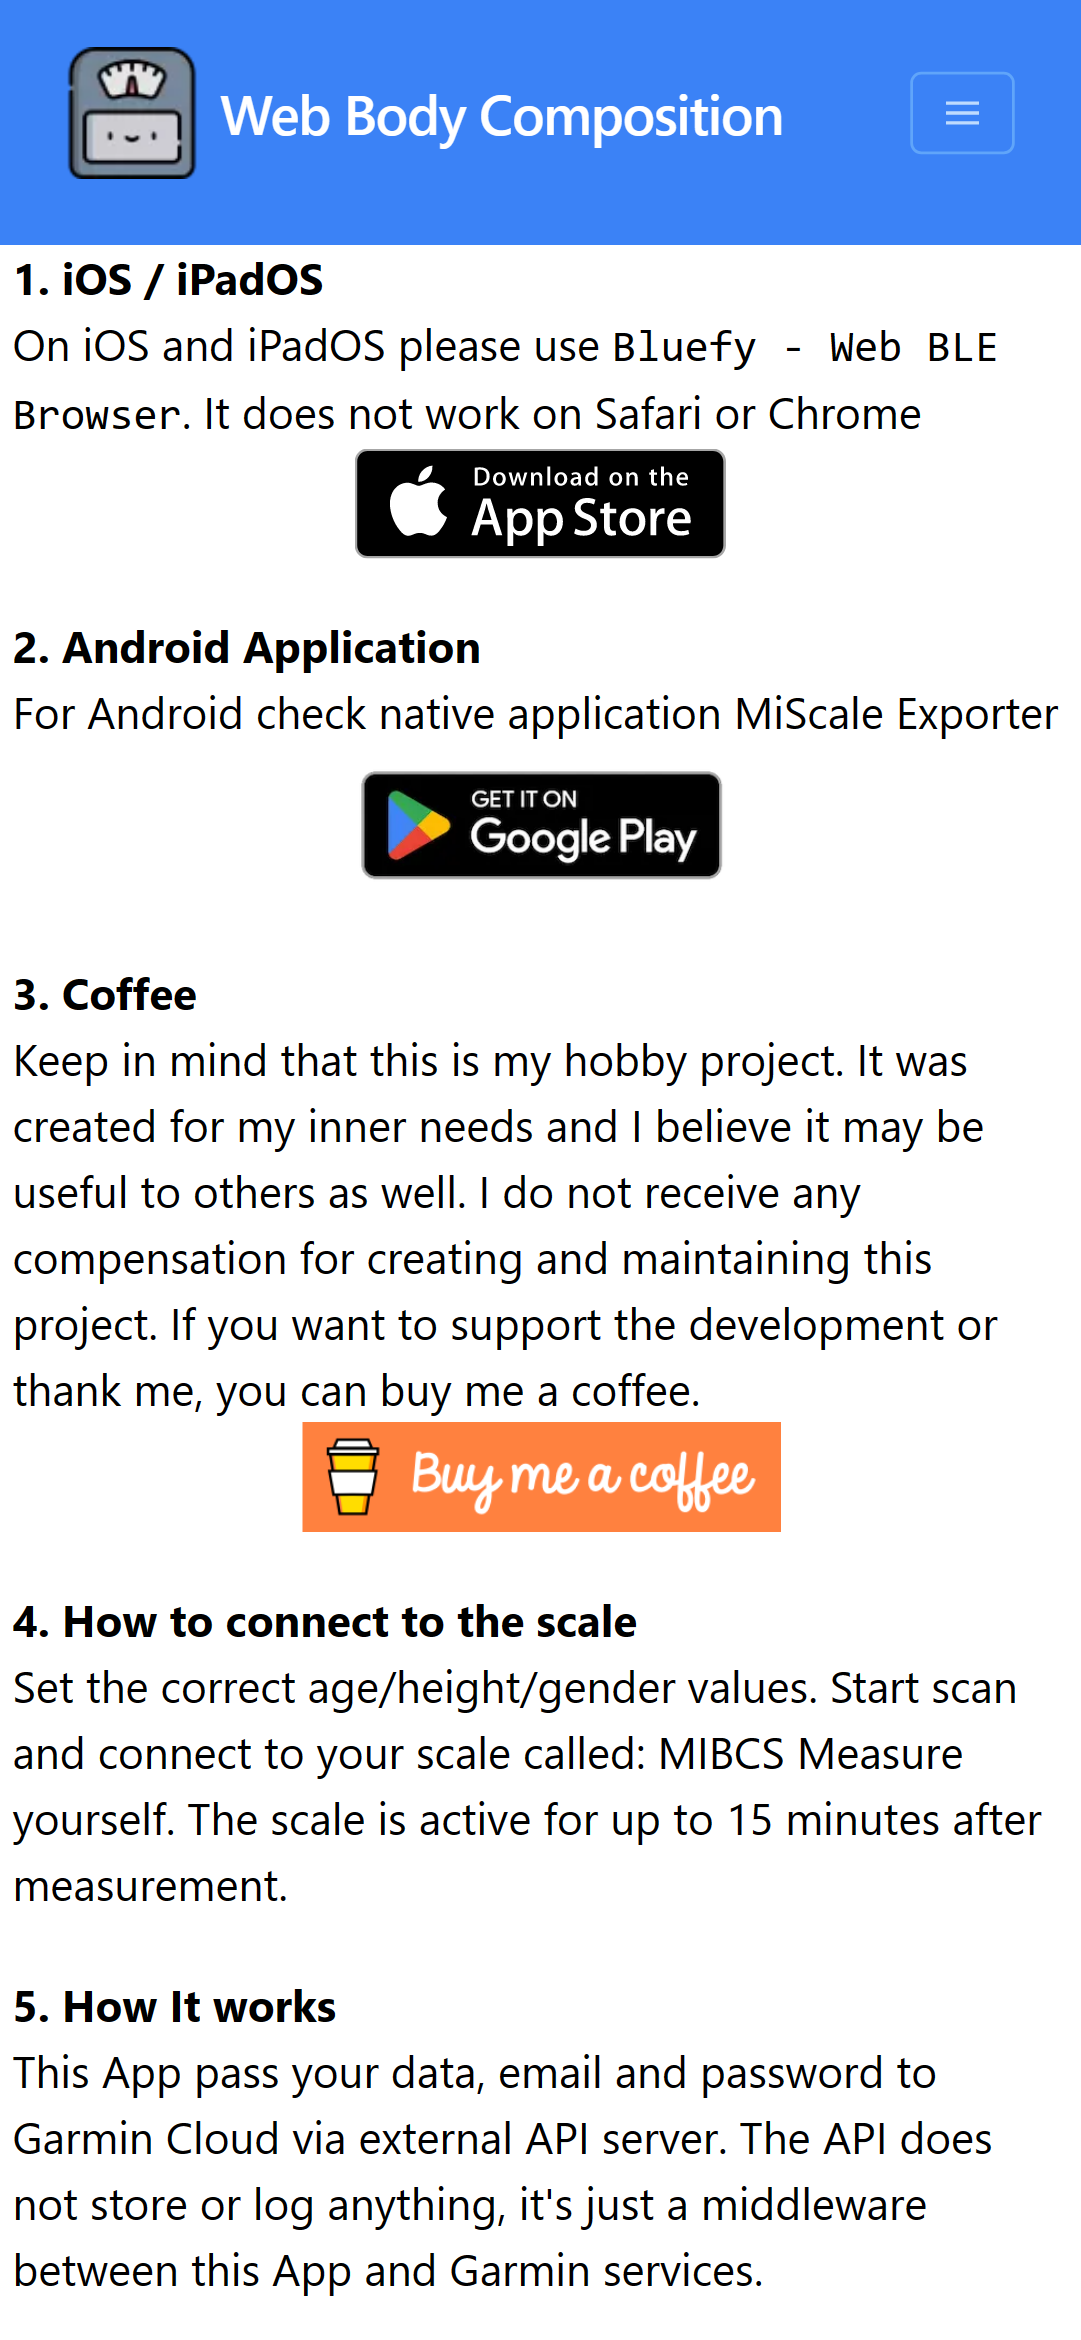 Web Body Composition
1. iOS / iPadOS
On iOS and iPadOS please use Bluefy - Web BLE
Browser. It does not work on Safari or Chrome
Download on the
App Store
2. Android Application
For Android check native application MiScale Exporter
GET IT ON
Google Play
3. Coffee
Keep in mind that this is my hobby project. It was
created for my inner needs and I believe it may be
useful to others as well. I do not receive any
compensation for creating and maintaining this
project. If you want to support the development or
thank me, you can buy me a coffee.
Buy me a coffee
4. How to connect to the scale
Set the correct age/height/gender values. Start scan
and connect to your scale called: MIBCS Measure
yourself. The scale is active for up to 15 minutes after
measurement.
5. How It works
This App pass your data, email and password to
Garmin Cloud via external API server. The API does
not store or log anything, it's just a middleware
between this App and Garmin services.